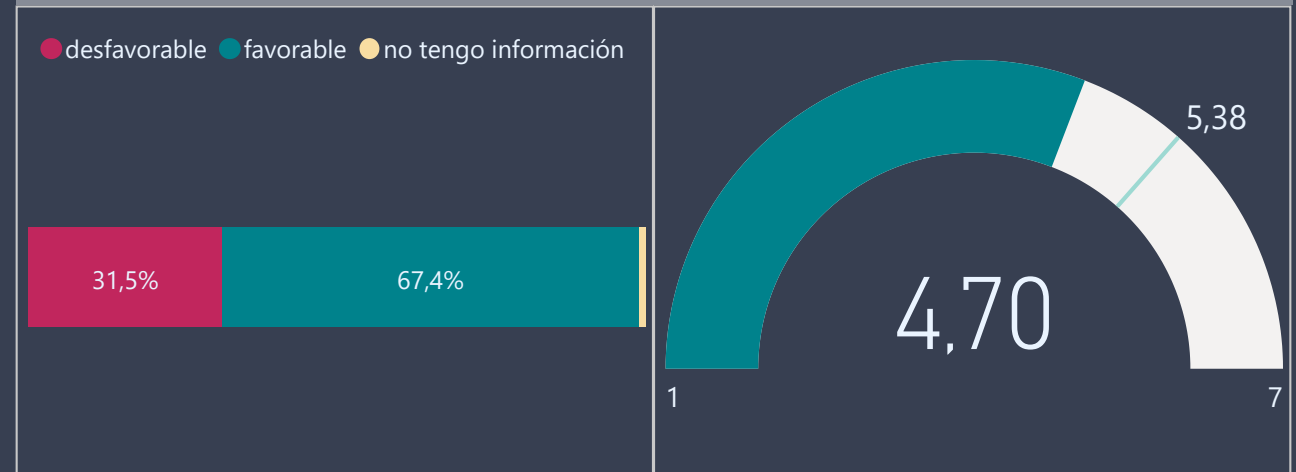 desfavorable favorable no tengo información
31,5% 67,4%
5,38
4,70
1 7